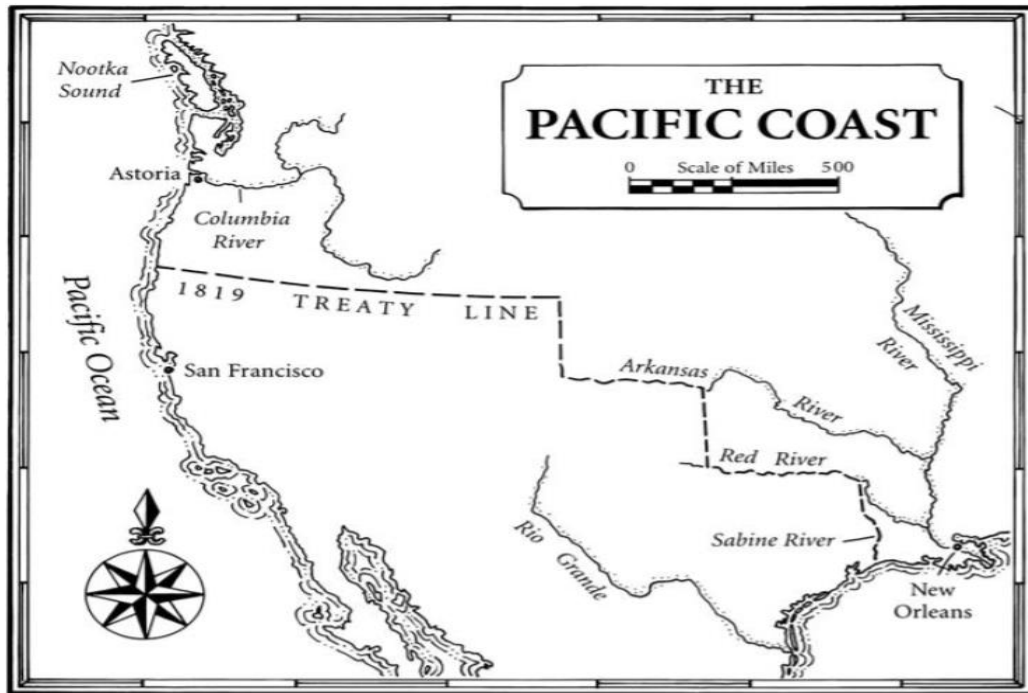 THE
PACIFIC COAST
0 Scale of Miles 500
Nootka
Sound
Astoria
Columbia
River
1819 TREATY LINE
Pacific Ocean
San Francisco
Mississippi
River
Arkansas
River
Red River
Rio Grande
Sabine River
New
Orleans